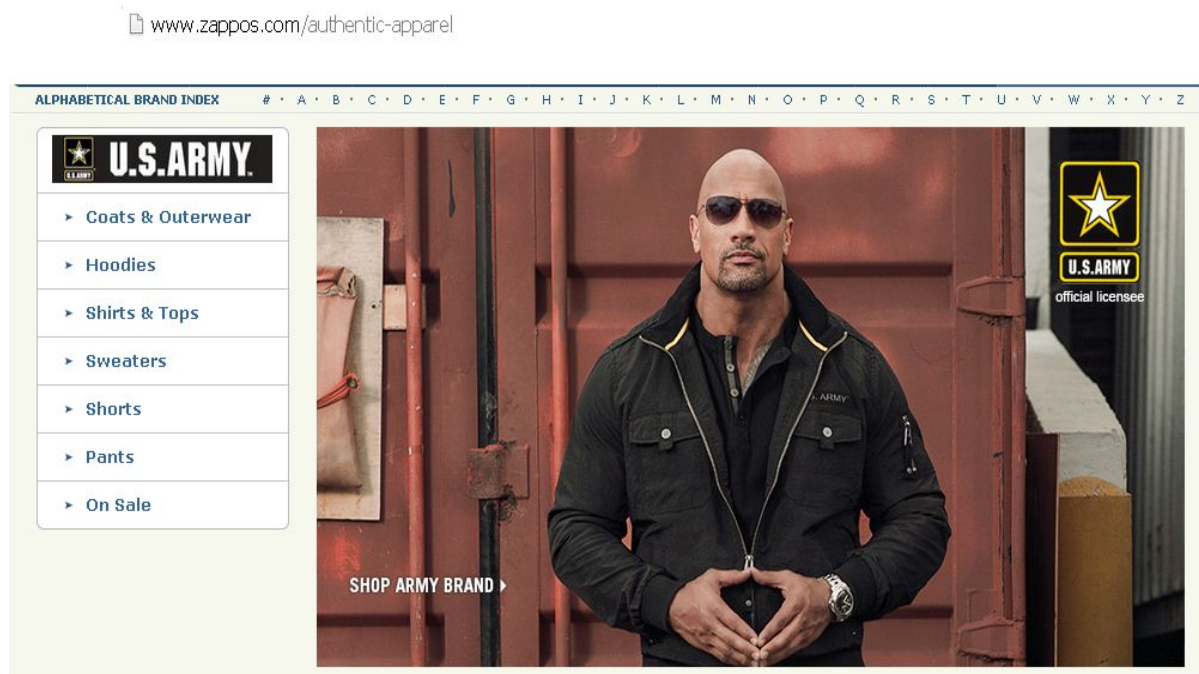 www.zappos.com/authentic-apparel
ALPHABETICAL BRAND INDEX # · A · B · C · D · E · F · G · H · I · J · K · L · M · N · O · P · Q · R · S · T · U · V · W · X · Y · Z
U.S.ARMY
U.S.ARMY.
Coats & Outerwear
Hoodies
Shirts & Tops
Sweaters
Shorts
Pants
On Sale
U.S.ARMY
official licensee
. ARMY
SHOP ARMY BRAND